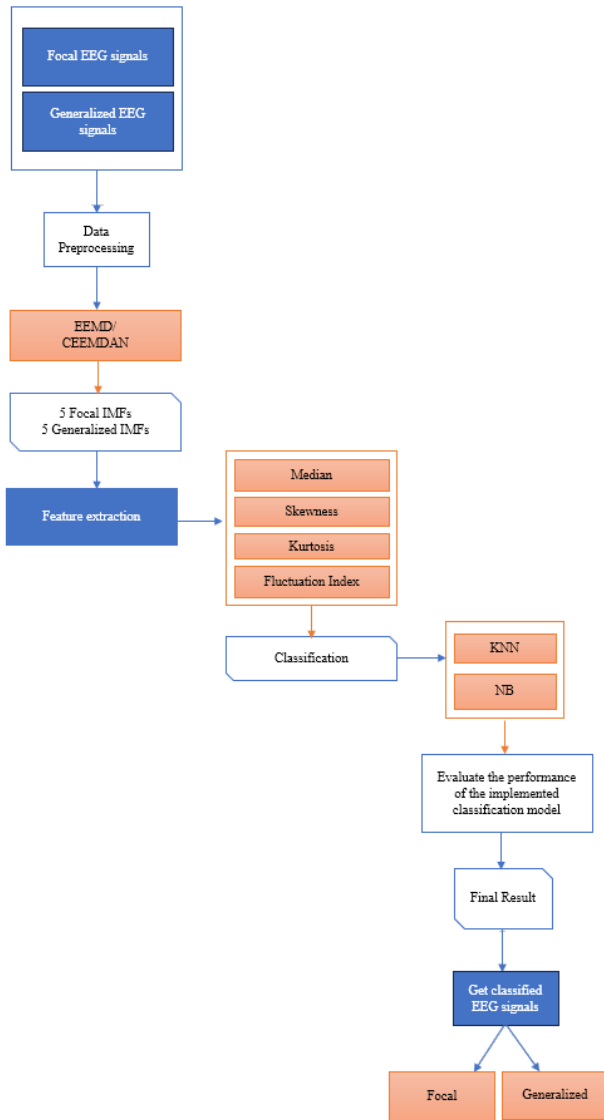 Focal EEG signals
Generalized EEG
signals
Data
Preprocessing
EEMD/
CEEMDAN
5 Focal IMFs
5 Generalized IMFs
Feature extraction
Median
Skewness
Kurtosis
Fluctuation Index
Classification
KNN
NB
Evaluate the performance
of the implemented
classification model
Final Result
Get classified
EEG signals
Focal
Generalized